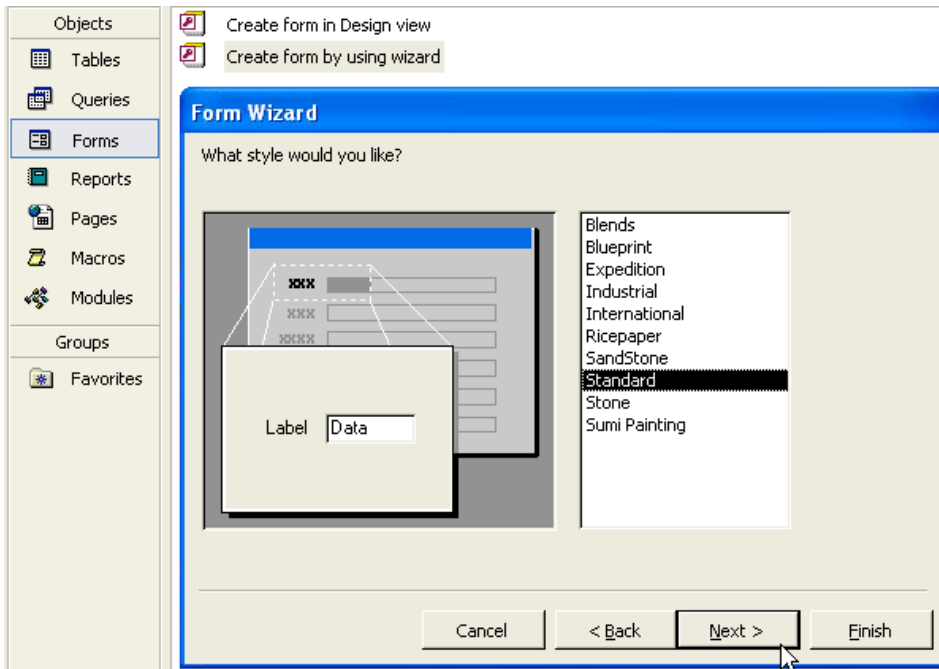 Objects
Tables
Queries
Forms
Reports
Pages
Macros
Modules
Groups
Favorites
Create form in Design view
Create form by using wizard
Form Wizard
What style would you like?
XXX
XXX
XXXX
Label Data
Blends
Blueprint
Expedition
Industrial
International
Ricepaper
SandStone
Standard
Stone
Sumi Painting
Cancel < Back Next > Finish